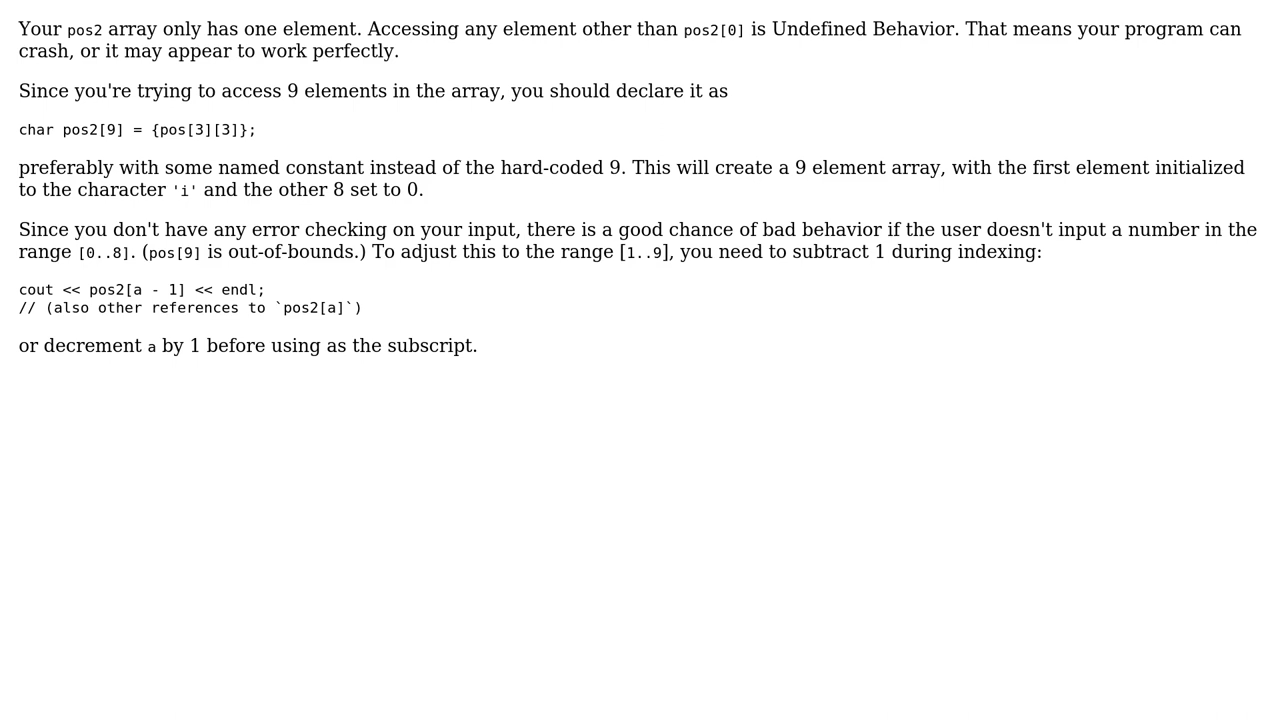 Your pos2 array only has one element. Accessing any element other than pos2[0] is Undefined Behavior. That means your program can
crash, or it may appear to work perfectly.
Since you're trying to access 9 elements in the array, you should declare it as
char pos2[9] = {pos[3][3]};
preferably with some named constant instead of the hard-coded 9. This will create a 9 element array, with the first element initialized
to the character 'i' and the other 8 set to 0.
Since you don't have any error checking on your input, there is a good chance of bad behavior if the user doesn't input a number in the
range [0..8]. (pos[9] is out-of-bounds.) To adjust this to the range [1..9], you need to subtract 1 during indexing:
cout << pos2[a - 1] << endl;
// (also other references to `pos2[a]`)
or decrement a by 1 before using as the subscript.